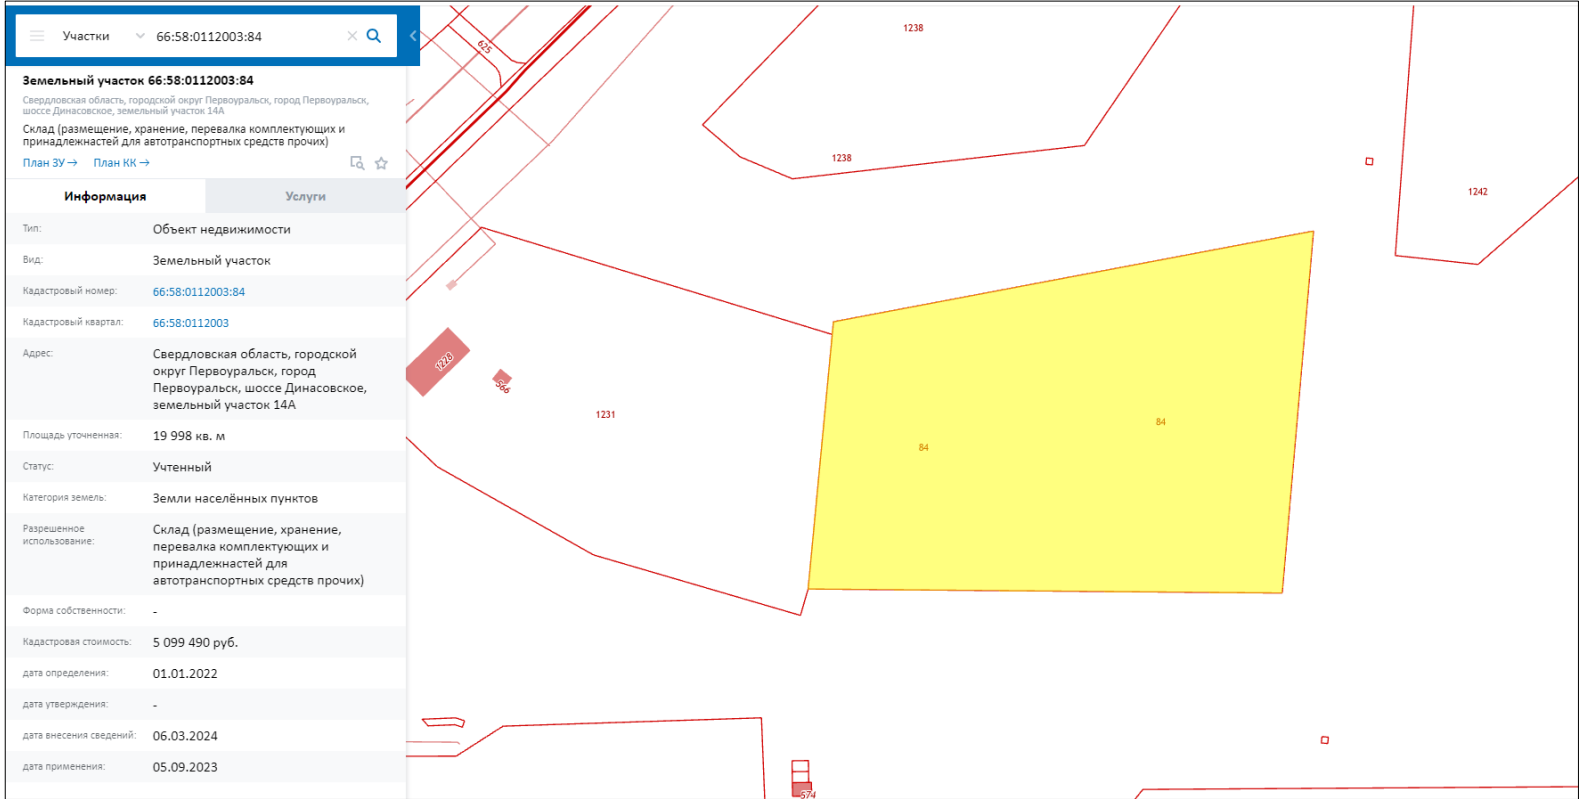 Участки 66:58:0112003:84
Земельный участок 66:58:0112003:84
Свердловская область, городской округ Первоуральск, город Первоуральск,
шоссе Динасовское, земельный участок 14А
Склад (размещение, хранение, перевалка комплектующих и
принадлежнастей для автотранспортных средств прочих)
План ЗУ → План КК →
Информация Услуги
Тип: Объект недвижимости
Вид: Земельный участок
Кадастровый номер: 66:58:0112003:84
Кадастровый квартал: 66:58:0112003
Адрес: Свердловская область, городской
округ Первоуральск, город
Первоуральск, шоссе Динасовское,
земельный участок 14А
Площадь уточненная: 19 998 кв. м
Статус: Учтенный
Категория земель: Земли населённых пунктов
Разрешенное
использование:
Склад (размещение, хранение,
перевалка комплектующих и
принадлежнастей для
автотранспортных средств прочих)
Форма собственности: -
Кадастровая стоимость: 5 099 490 руб.
дата определения: 01.01.2022
дата утверждения: -
дата внесения сведений: 06.03.2024
дата применения: 05.09.2023
625
1238
1238
1242
1228
566
1231
84
84
574